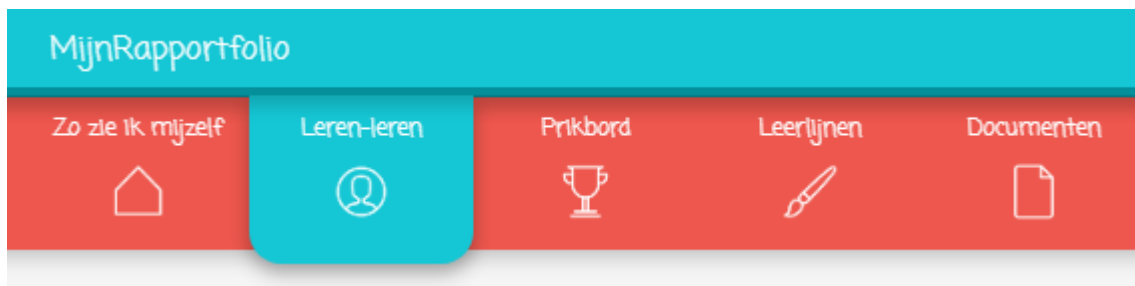 MijnRapportfolio
Zo zie ik mijzelf Leren-leren Prikbord Leerlijnen Documenten